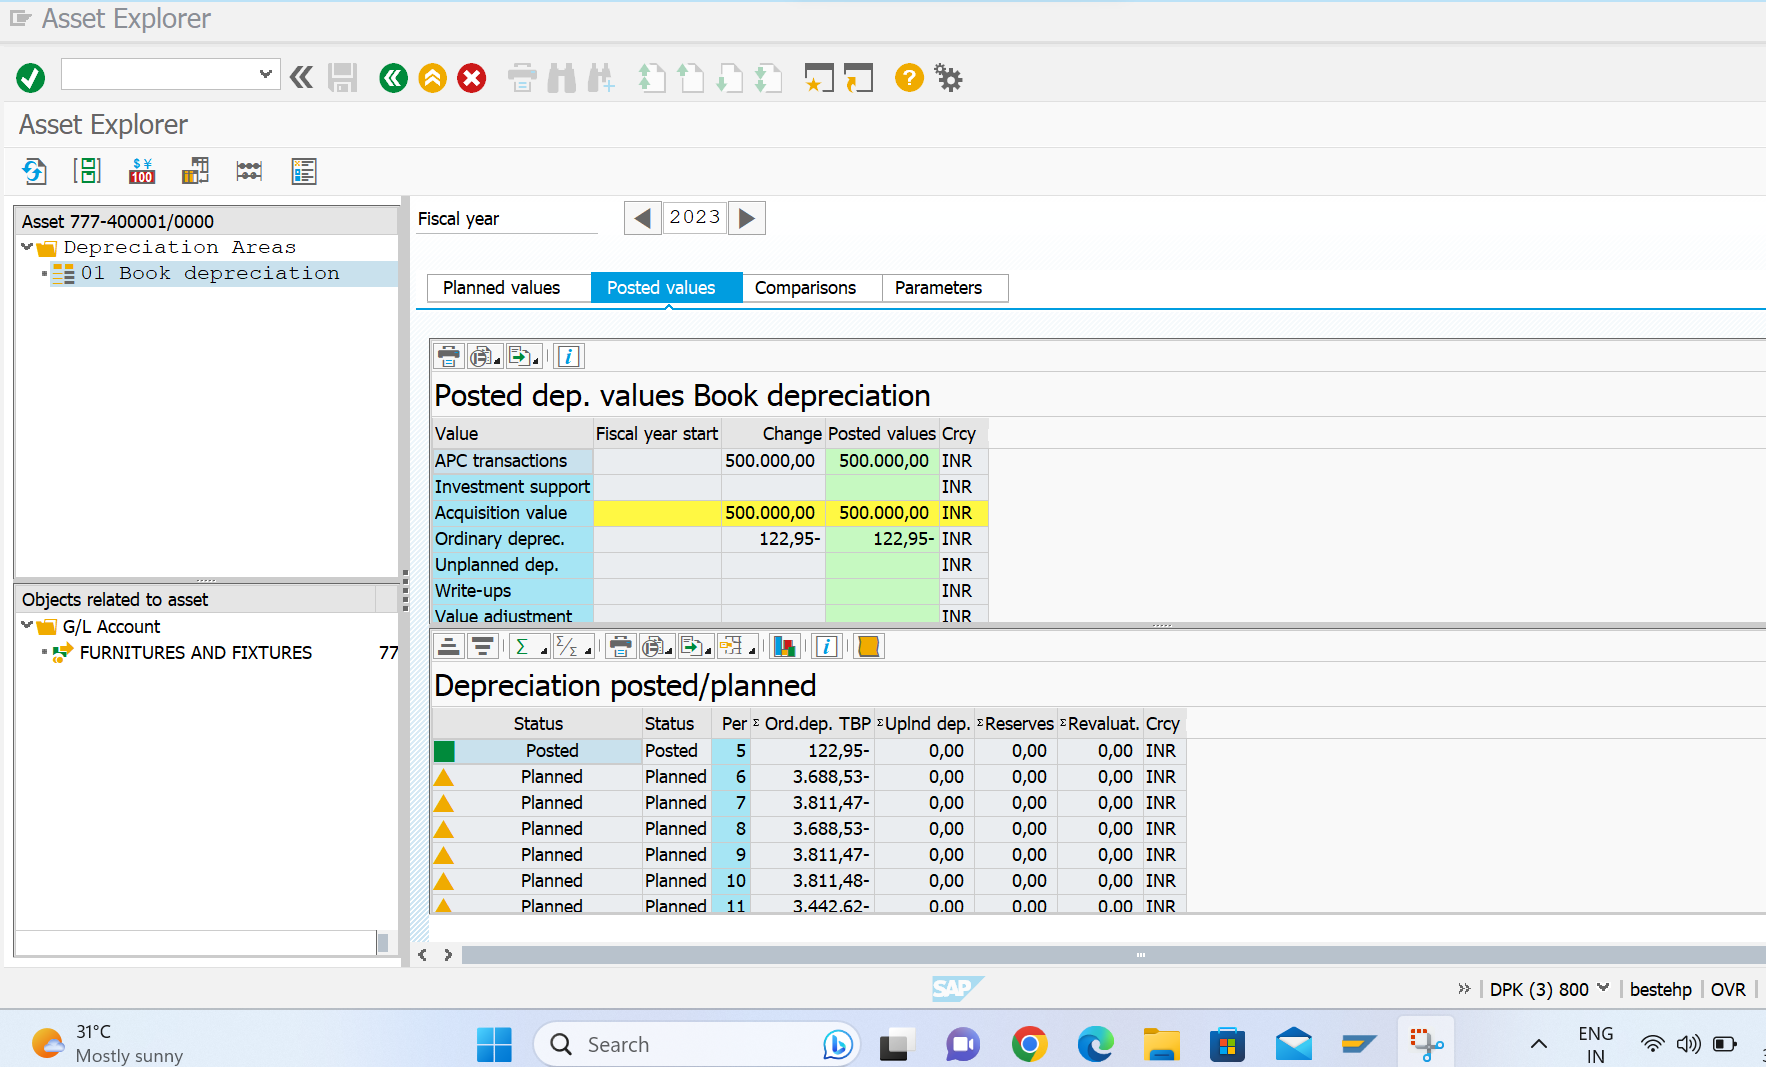 Asset Explorer
Asset Explorer
$ ¥
100
Asset 777-400001/0000
Depreciation Areas
01 Book depreciation
Objects related to asset
G/L Account
FURNITURES AND FIXTURES 77
Fiscal year 2023
Planned values Posted values Comparisons Parameters
Posted dep. values Book depreciation
Value Fiscal year start Change Posted values Crcy
APC transactions 500.000,00 500.000,00 INR
Investment support INR
Acquisition value 500.000,00 500.000,00 INR
Ordinary deprec. 122,95- 122,95- INR
Unplanned dep. INR
Write-ups INR
Value adjustment INR
Depreciation posted/planned
Status Status Per Σ Ord.dep. TBP Σ Uplnd dep. Σ Reserves Σ Revaluat. Crcy
Posted Posted 5 122,95- 0,00 0,00 0,00 INR
Planned Planned 6 3.688,53- 0,00 0,00 0,00 INR
Planned Planned 7 3.811,47- 0,00 0,00 0,00 INR
Planned Planned 8 3.688,53- 0,00 0,00 0,00 INR
Planned Planned 9 3.811,47- 0,00 0,00 0,00 INR
Planned Planned 10 3.811,48- 0,00 0,00 0,00 INR
Planned Planned 11 3.442,62- 0,00 0,00 0,00 INR
SAP
DPK (3) 800 bestehp OVR
31°C
Mostly sunny
Search
ENG
IN